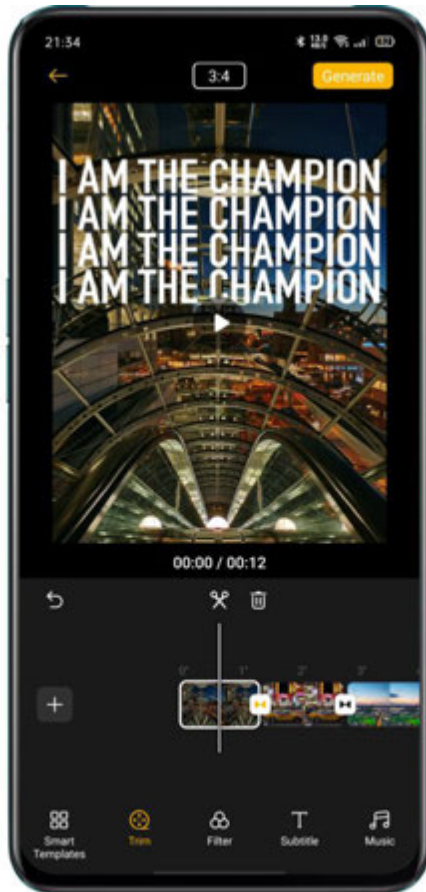 21:34
3:4
Generate
I AM THE CHAMPION
I AM THE CHAMPION
I AM THE CHAMPION
I AM THE CHAMPION
00:00 / 00:12
0" 1" 2" 3"
Smart
Templates
Trim
Filter
Subtitle
Music